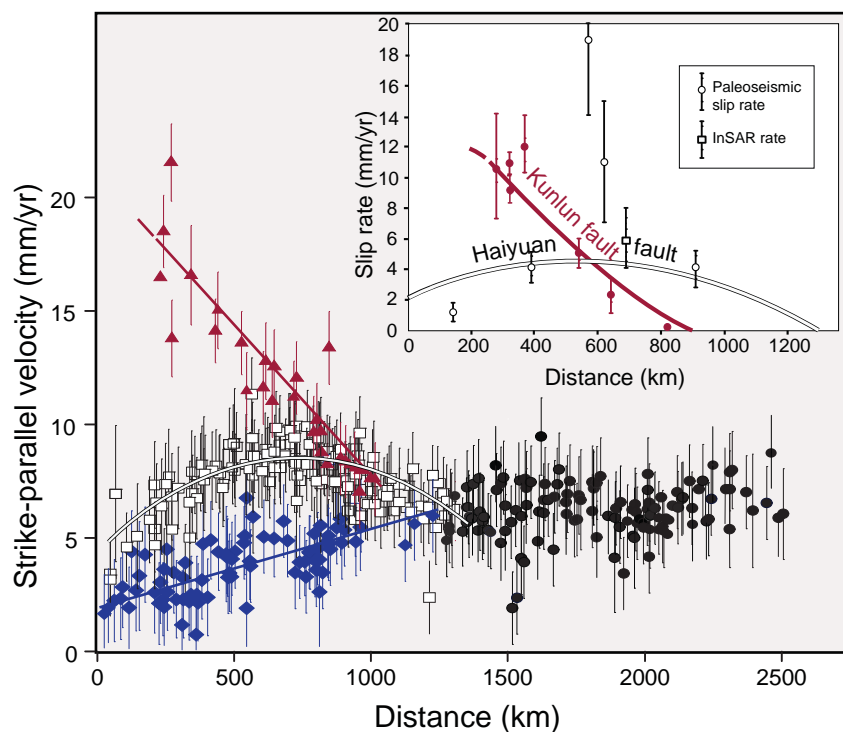 20
18
16
14
12
10
8
6
4
2
0
Slip rate (mm/yr)
Paleoseismic
slip rate
InSAR rate
Kunlun fault
Haiyuan fault
0 200 400 600 800 1000 1200
Distance (km)
20
15
10
5
0
Strike-parallel velocity (mm/yr)
0 500 1000 1500 2000 2500
Distance (km)